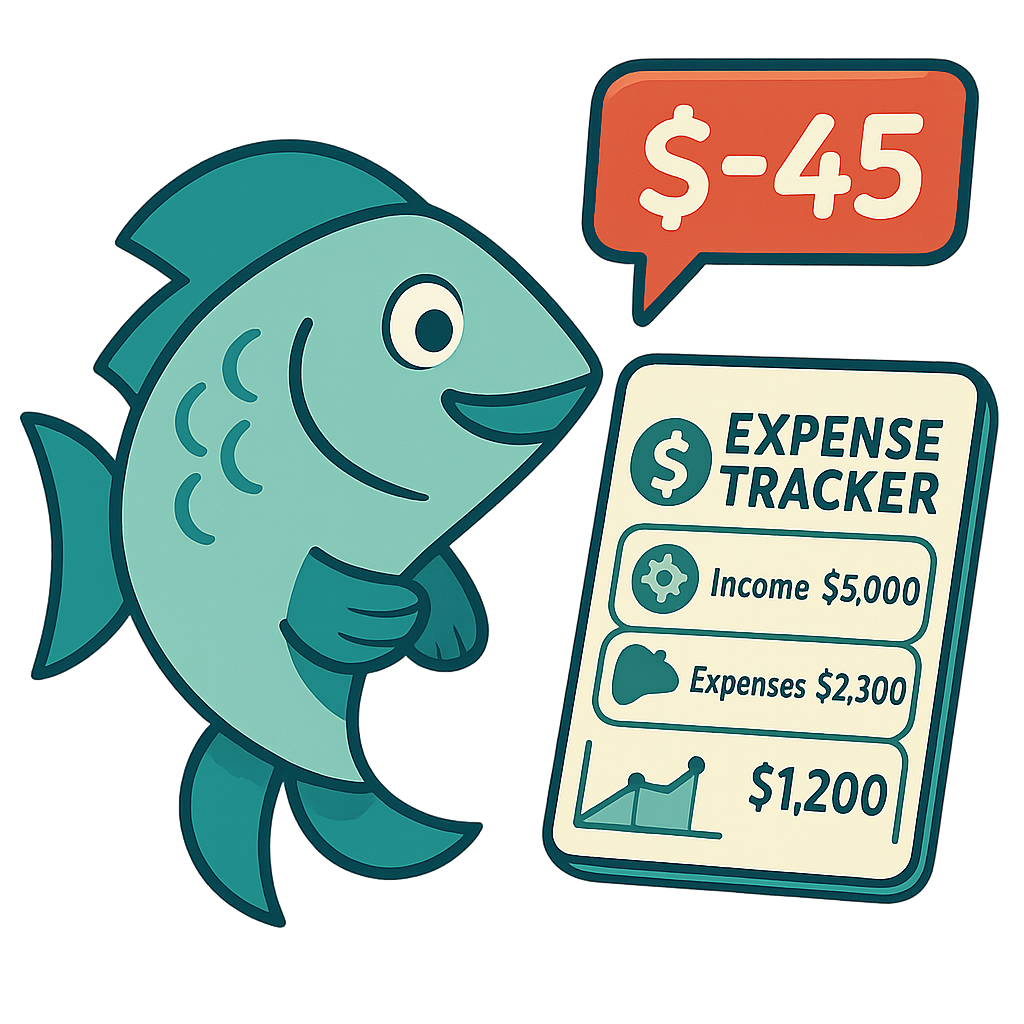 $-45
$
EXPENSE
TRACKER
Income $5,000
Expenses $2,300
$1,200